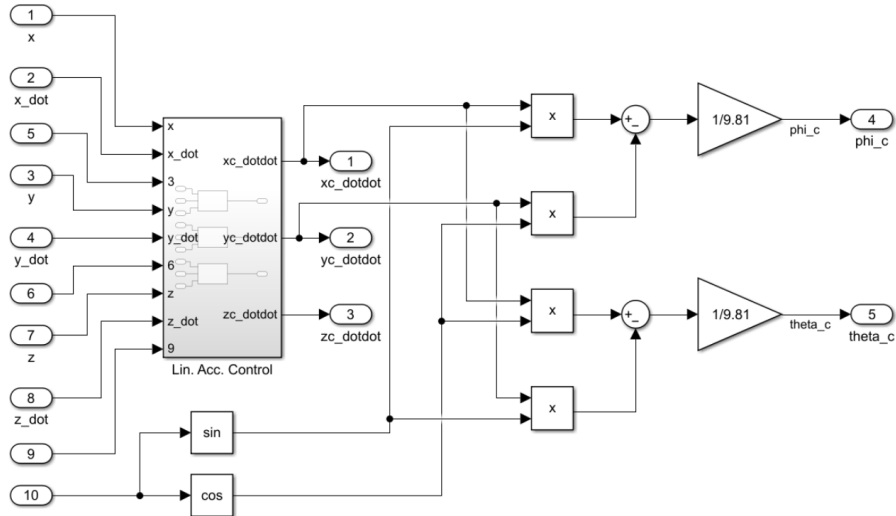 1
x
2
x_dot
5
3
y
4
y_dot
6
7
z
8
z_dot
9
10
x
x_dot
3
y
y_dot
6
z
z_dot
9
xc_dotdot
yc_dotdot
zc_dotdot
Lin. Acc. Control
1
xc_dotdot
2
yc_dotdot
3
zc_dotdot
sin
cos
x
x
x
x
+
−
+
−
1/9.81
phi_c
4
phi_c
1/9.81
theta_c
5
theta_c